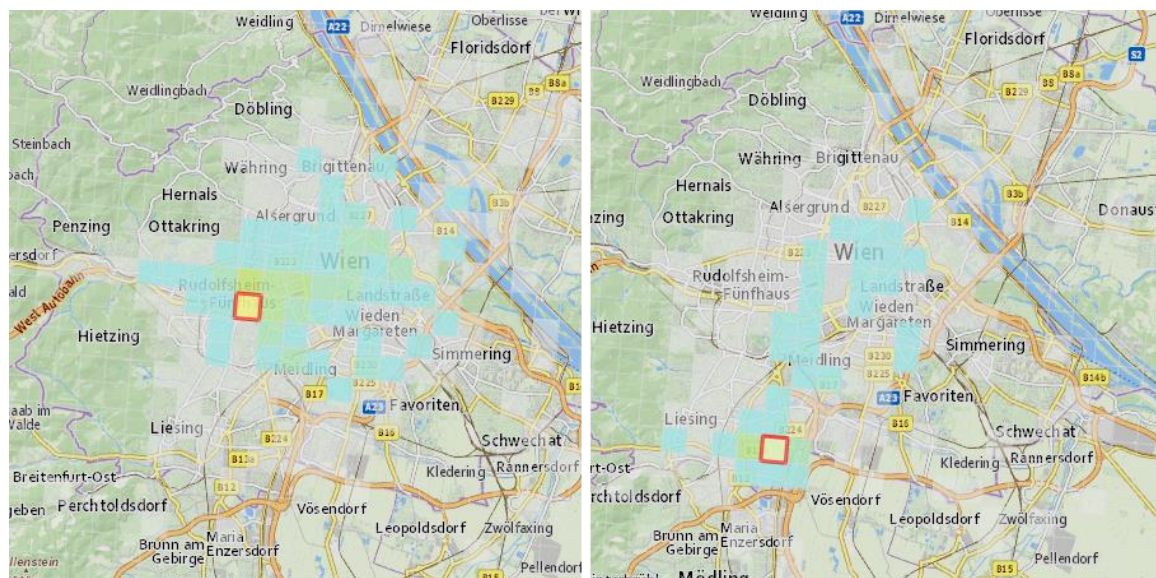 Weidling
A22
Dirnelwiese
Oberlisse
Floridsdorf
Weidlingbach
B8
B8a
B229
Döbling
Steinbach
Währing
Brigittenau
Hernals
Alsergrund
B227
B3b
Penzing
Ottakring
B14
Wien
West Autobahn
Rudolfsheim-
Fünfhaus
Landstraße
Wieden
Margareten
Hietzing
Simmering
Meidling
B230
B17
B225
A23
Favoriten
Liesing
B16
B224
Schwechat
B13a
Breitenfurt-Ost
Kledering
Rannersdorf
B12
Perchtoldsdorf
Vösendorf
Leopoldsdorf
Zwölfaxing
Maria
Enzersdorf
Brunn am
Gebirge
Pellendorf
B15
Weidling
A22
Dirnelwiese
Oberlisse
Floridsdorf
S2
Weidlingbach
B8a
B8
B229
Döbling
Währing
Brigittenau
Hernals
Alsergrund
B227
B3b
Ottakring
Donaust
B14
Wien
Rudolfsheim-
Fünfhaus
Landstraße
Wieden
Margareten
Hietzing
Simmering
Meidling
B230
B225
B14b
A23
Favoriten
Liesing
B16
B224
Schwechat
Kledering
Rannersdorf
Vösendorf
Leopoldsdorf
Zwölfaxing
Maria
Enzersdorf
Brunn am
Gebirge
Pellendorf
Mödling
B15